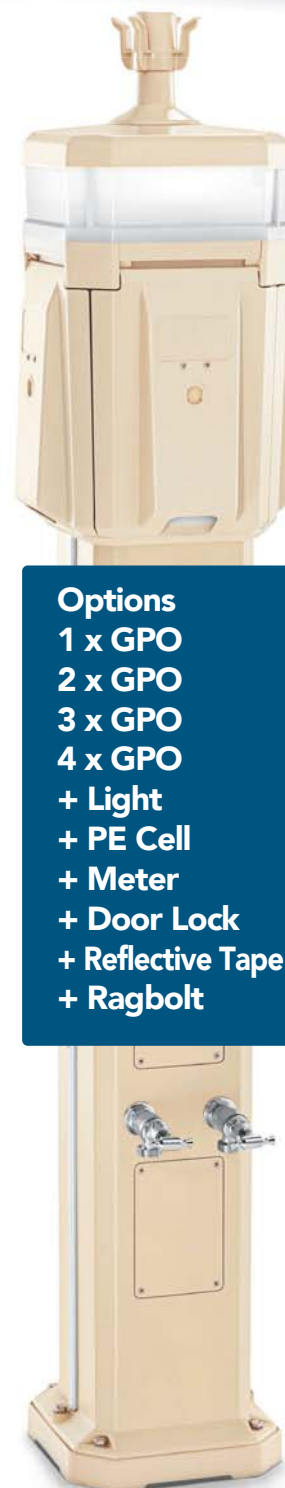 Options
1 x GPO
2 x GPO
3 x GPO
4 x GPO
+ Light
+ PE Cell
+ Meter
+ Door Lock
+ Reflective Tape
+ Ragbolt